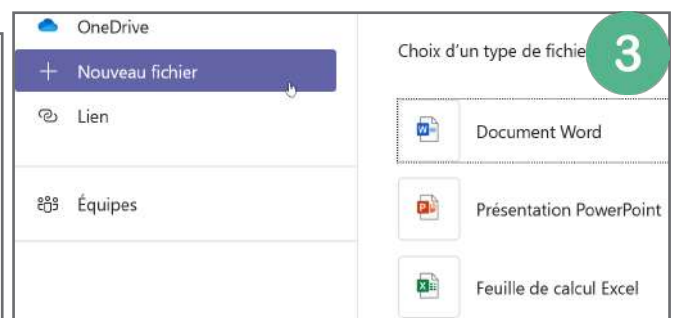 OneDrive
Nouveau fichier
Lien
Équipes
Choix d'un type de fichie
3
Document Word
Présentation PowerPoint
Feuille de calcul Excel